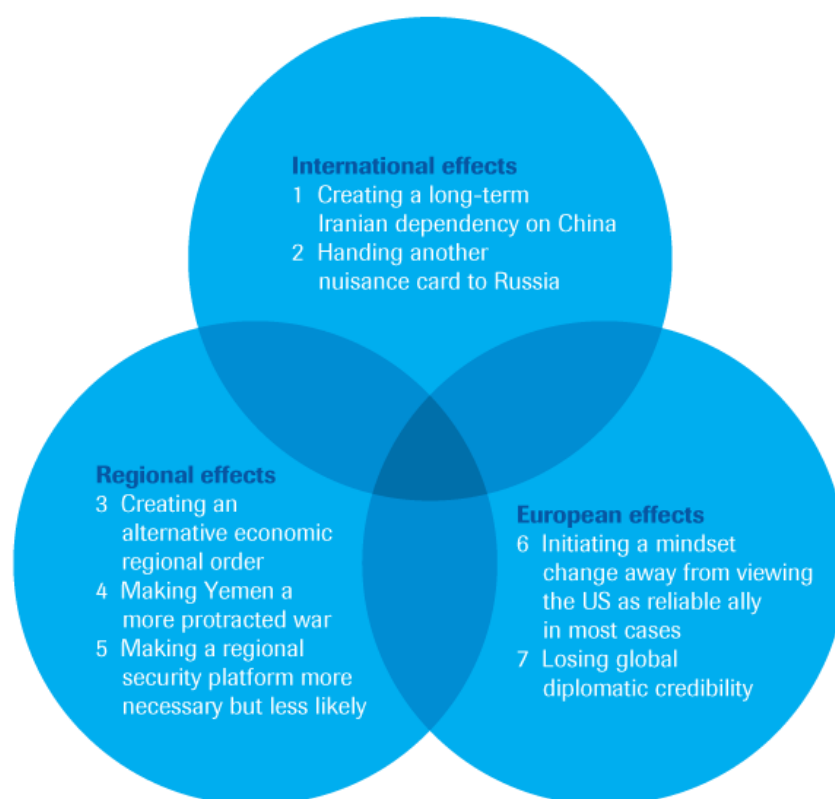 International effects
1 Creating a long-term
Iranian dependency on China
2 Handing another
nuisance card to Russia
Regional effects
3 Creating an
alternative economic
regional order
4 Making Yemen a
more protracted war
5 Making a regional
security platform more
necessary but less likely
European effects
6 Initiating a mindset
change away from viewing
the US as reliable ally
in most cases
7 Losing global
diplomatic credibility